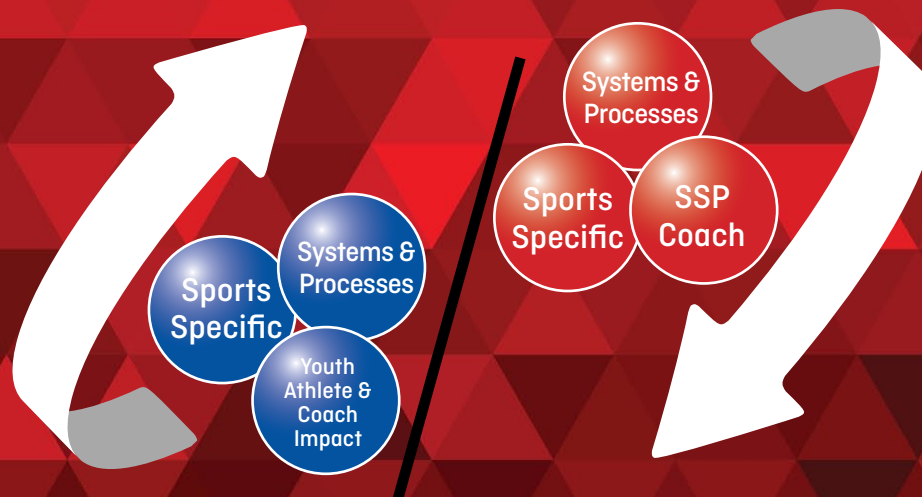 Sports
Specific
Systems &
Processes
Youth
Athlete &
Coach
Impact
Systems &
Processes
Sports
Specific
SSP
Coach